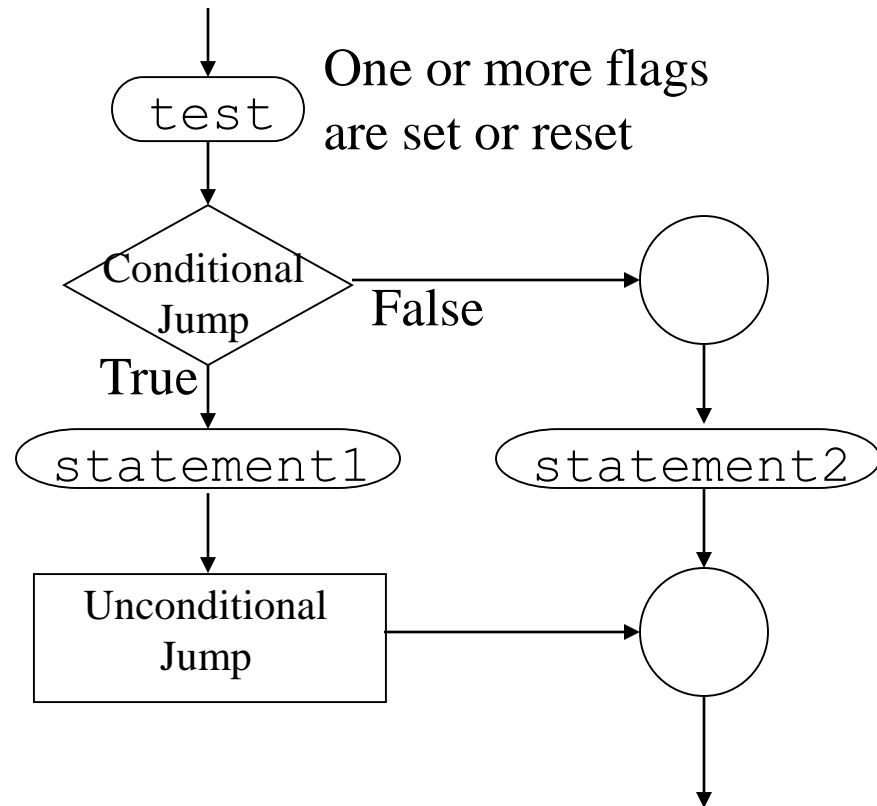 One or more flags
test
are set or reset
Conditional
Jump
False
True
statement1
statement2
Unconditional
Jump